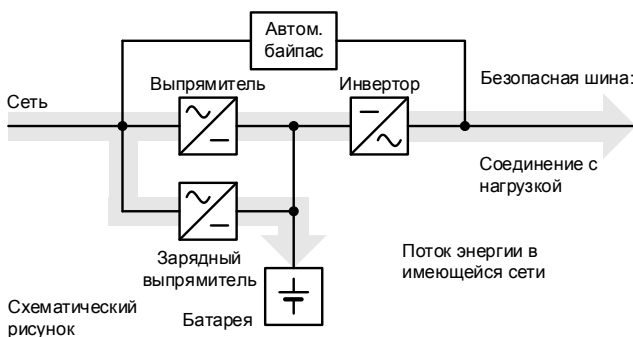 Автом.
байпас
Сеть
Выпрямитель
Инвертор
Безопасная шина:
Соединение с
нагрузкой
Зарядный
выпрямитель
Поток энергии в
имеющейся сети
Схематический
рисунок
Батарея